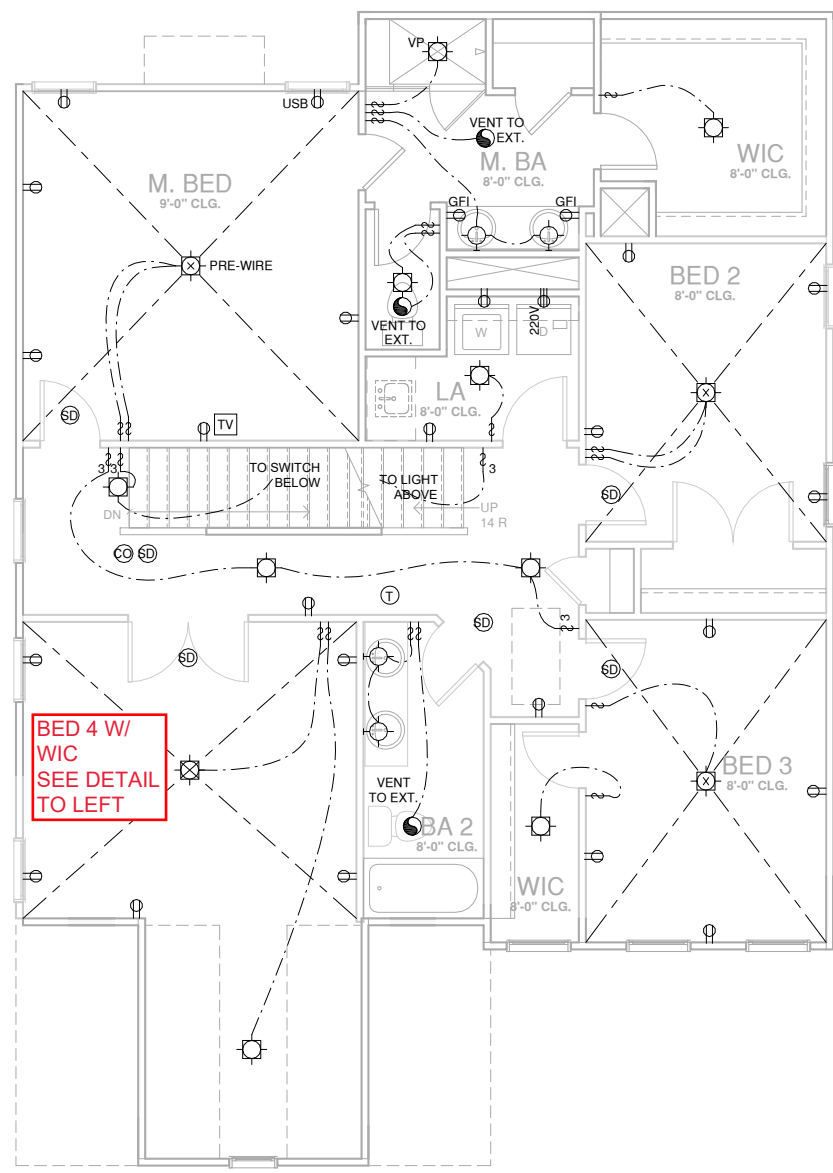 VP
USB
VENT TO
EXT.
M. BA
8'-0" CLG.
WIC
8'-0" CLG.
M. BED
9'-0" CLG.
GFI
GFI
PRE-WIRE
BED 2
8'-0" CLG.
VENT TO
EXT.
W
220V
D
LA
8'-0" CLG.
SD
TV
3
3
TO SWITCH
BELOW
TO LIGHT
ABOVE
3
SD
DN
UP
14 R
CO
SD
T
SD
3
SD
SD
BED 4 W/
WIC
SEE DETAIL
TO LEFT
VENT
TO EXT.
BA 2
8'-0" CLG.
BED 3
8'-0" CLG.
WIC
8'-0" CLG.